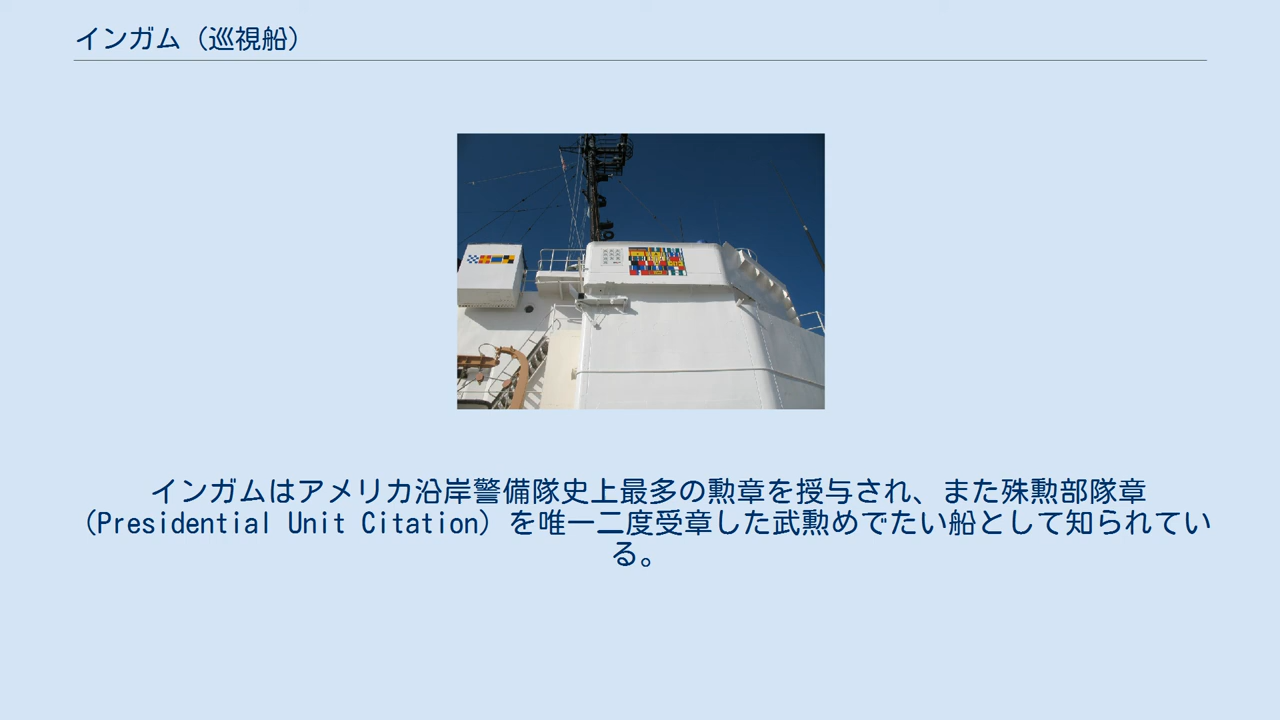 インガム（巡視船）
インガムはアメリカ沿岸警備隊史上最多の勲章を授与され、また殊勲部隊章
（Presidential Unit Citation）を唯一二度受章した武勲めでたい船として知られてい
る。